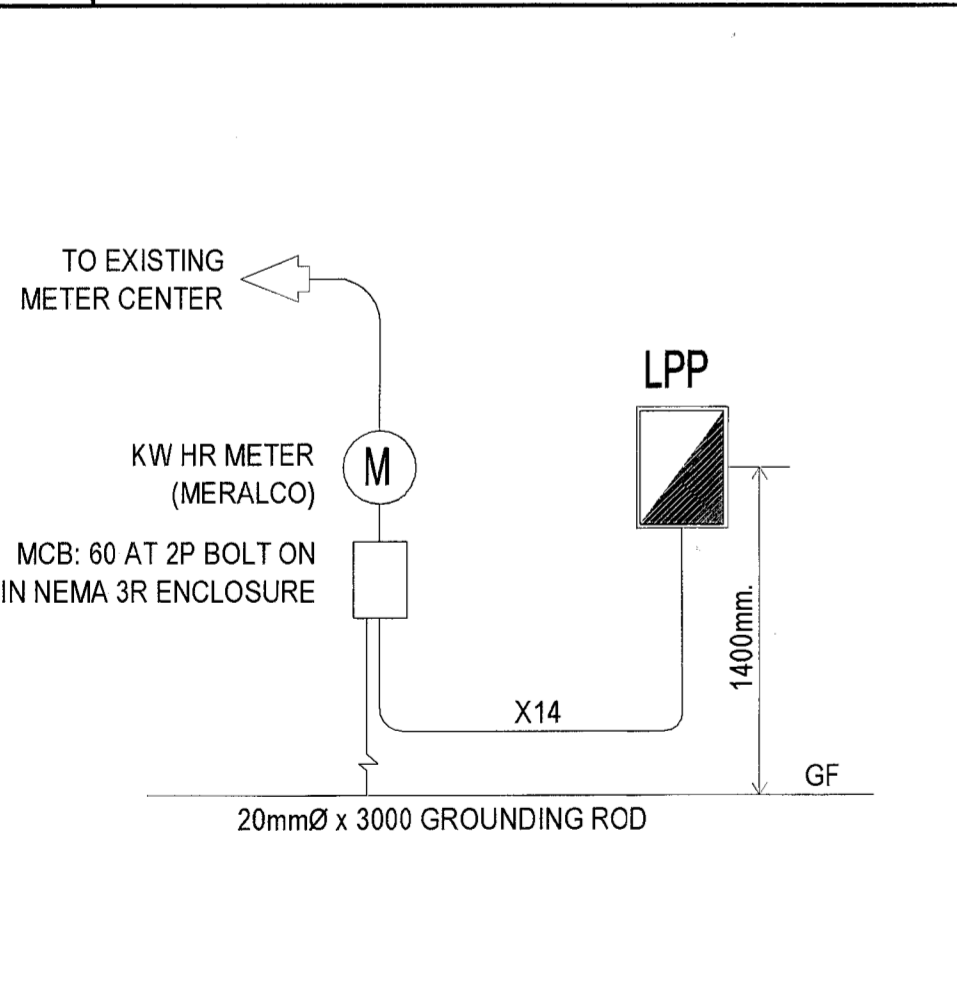 TO EXISTING
METER CENTER
LPP
KW HR METER
(MERALCO)
M
MCB: 60 AT 2P BOLT ON
IN NEMA 3R ENCLOSURE
1400mm.
X14
GF
20mmØ x 3000 GROUNDING ROD